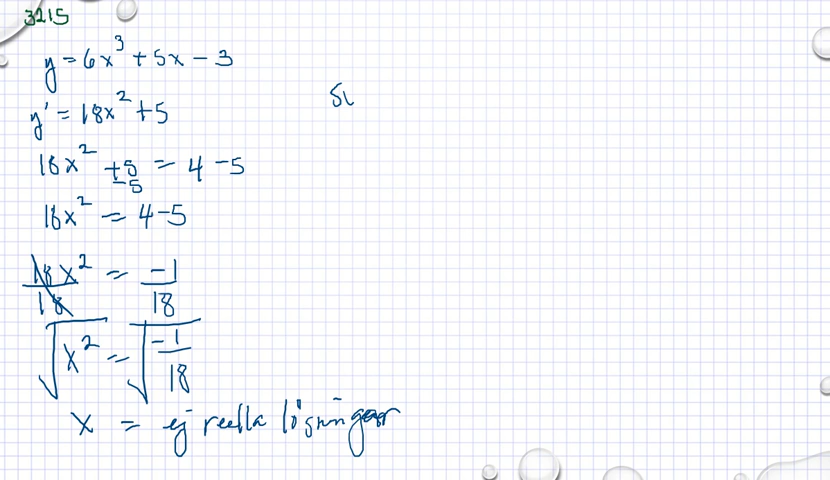 3215
y = 6x³ + 5x - 3
y' = 18x² + 5
Sv
18x² +5 = 4 -5
-5
18x² = 4-5
18x²/18 = -1/18
√x² = √-1/18
x = ej reella lösningar